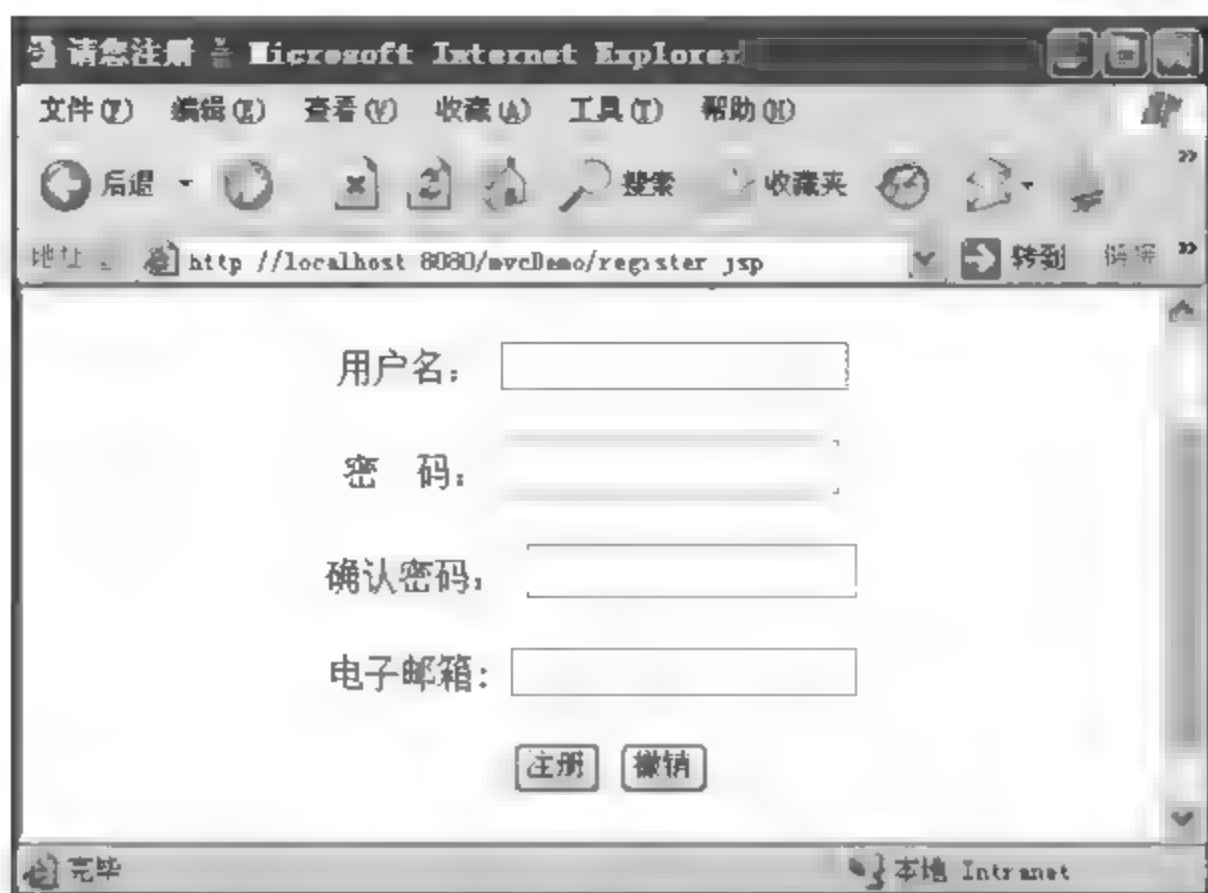 请您注册 - Microsoft Internet Explorer
文件(F) 编辑(E) 查看(V) 收藏(A) 工具(T) 帮助(H)
后退 搜索 收藏夹 »
地址 http://localhost:8080/mvcDemo/register.jsp 转到 链接 »
用户名：
密 码：
确认密码：
电子邮箱：
注册 撤销
完毕 本地 Intranet